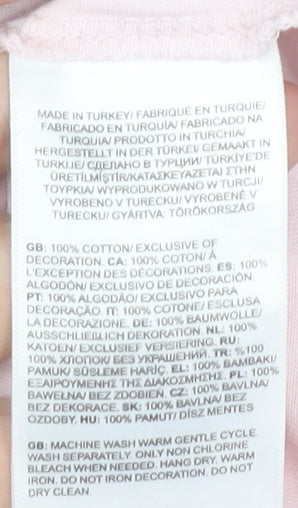 MADE IN TURKEY/ FABRIQUÉ EN TURQUIE/
FABRICADO EN TURQUÍA/ FABRICADO NA
TURQUIA/ PRODOTTO IN TURCHIA/
HERGESTELLT IN DER TÜRKEI/ GEMAAKT IN
TURKIJE/ СДЕЛАНО В ТУРЦИИ/ TÜRKİYE'DE
ÜRETİLMİŞTİR/ΚΑΤΑΣΚΕΥΑΖΕΤΑΙ ΣΤΗΝ
ΤΟΥΡΚΙΑ/ WYPRODUKOWANO W TURCJI/
VYROBENO V TURECKU/ VYROBENÉ V
TURECKU/ GYÁRTVA: TÖRÖKORSZÁG
GB: 100% COTTON/ EXCLUSIVE OF
DECORATION. CA: 100% COTON/ À
L'EXCEPTION DES DÉCORATIONS. ES: 100%
ALGODÓN/ EXCLUSIVO DE DECORACIÓN.
PT: 100% ALGODÃO/ EXCLUSIVO PARA
DECORAÇÃO. IT: 100% COTONE/ ESCLUSA
LA DECORAZIONE. DE: 100% BAUMWOLLE/
AUSSCHLIEẞLICH DEKORATION. NL: 100%
KATOEN/ EXCLUSIEF VERSIERING. RU:
100% ХЛОПОК/ БЕЗ УКРАШЕНИЙ. TR: %100
PAMUK/ SÜSLEME HARİÇ. EL: 100% ΒΑΜΒΑΚΙ/
ΕΞΑΙΡΟΥΜΕΝΗΣ ΤΗΣ ΔΙΑΚΟΣΜΗΣΗΣ. PL: 100%
BAWEŁNA/ BEZ ZDOBIEŃ. CZ: 100% BAVLNA/
BEZ DEKORACE. SK: 100% BAVLNA/ BEZ
OZDOBY. HU: 100% PAMUT/ DÍSZ MENTES
GB: MACHINE WASH WARM GENTLE CYCLE.
WASH SEPARATELY. ONLY NON CHLORINE
BLEACH WHEN NEEDED. HANG DRY. WARM
IRON. DO NOT IRON DECORATION. DO NOT
DRY CLEAN.